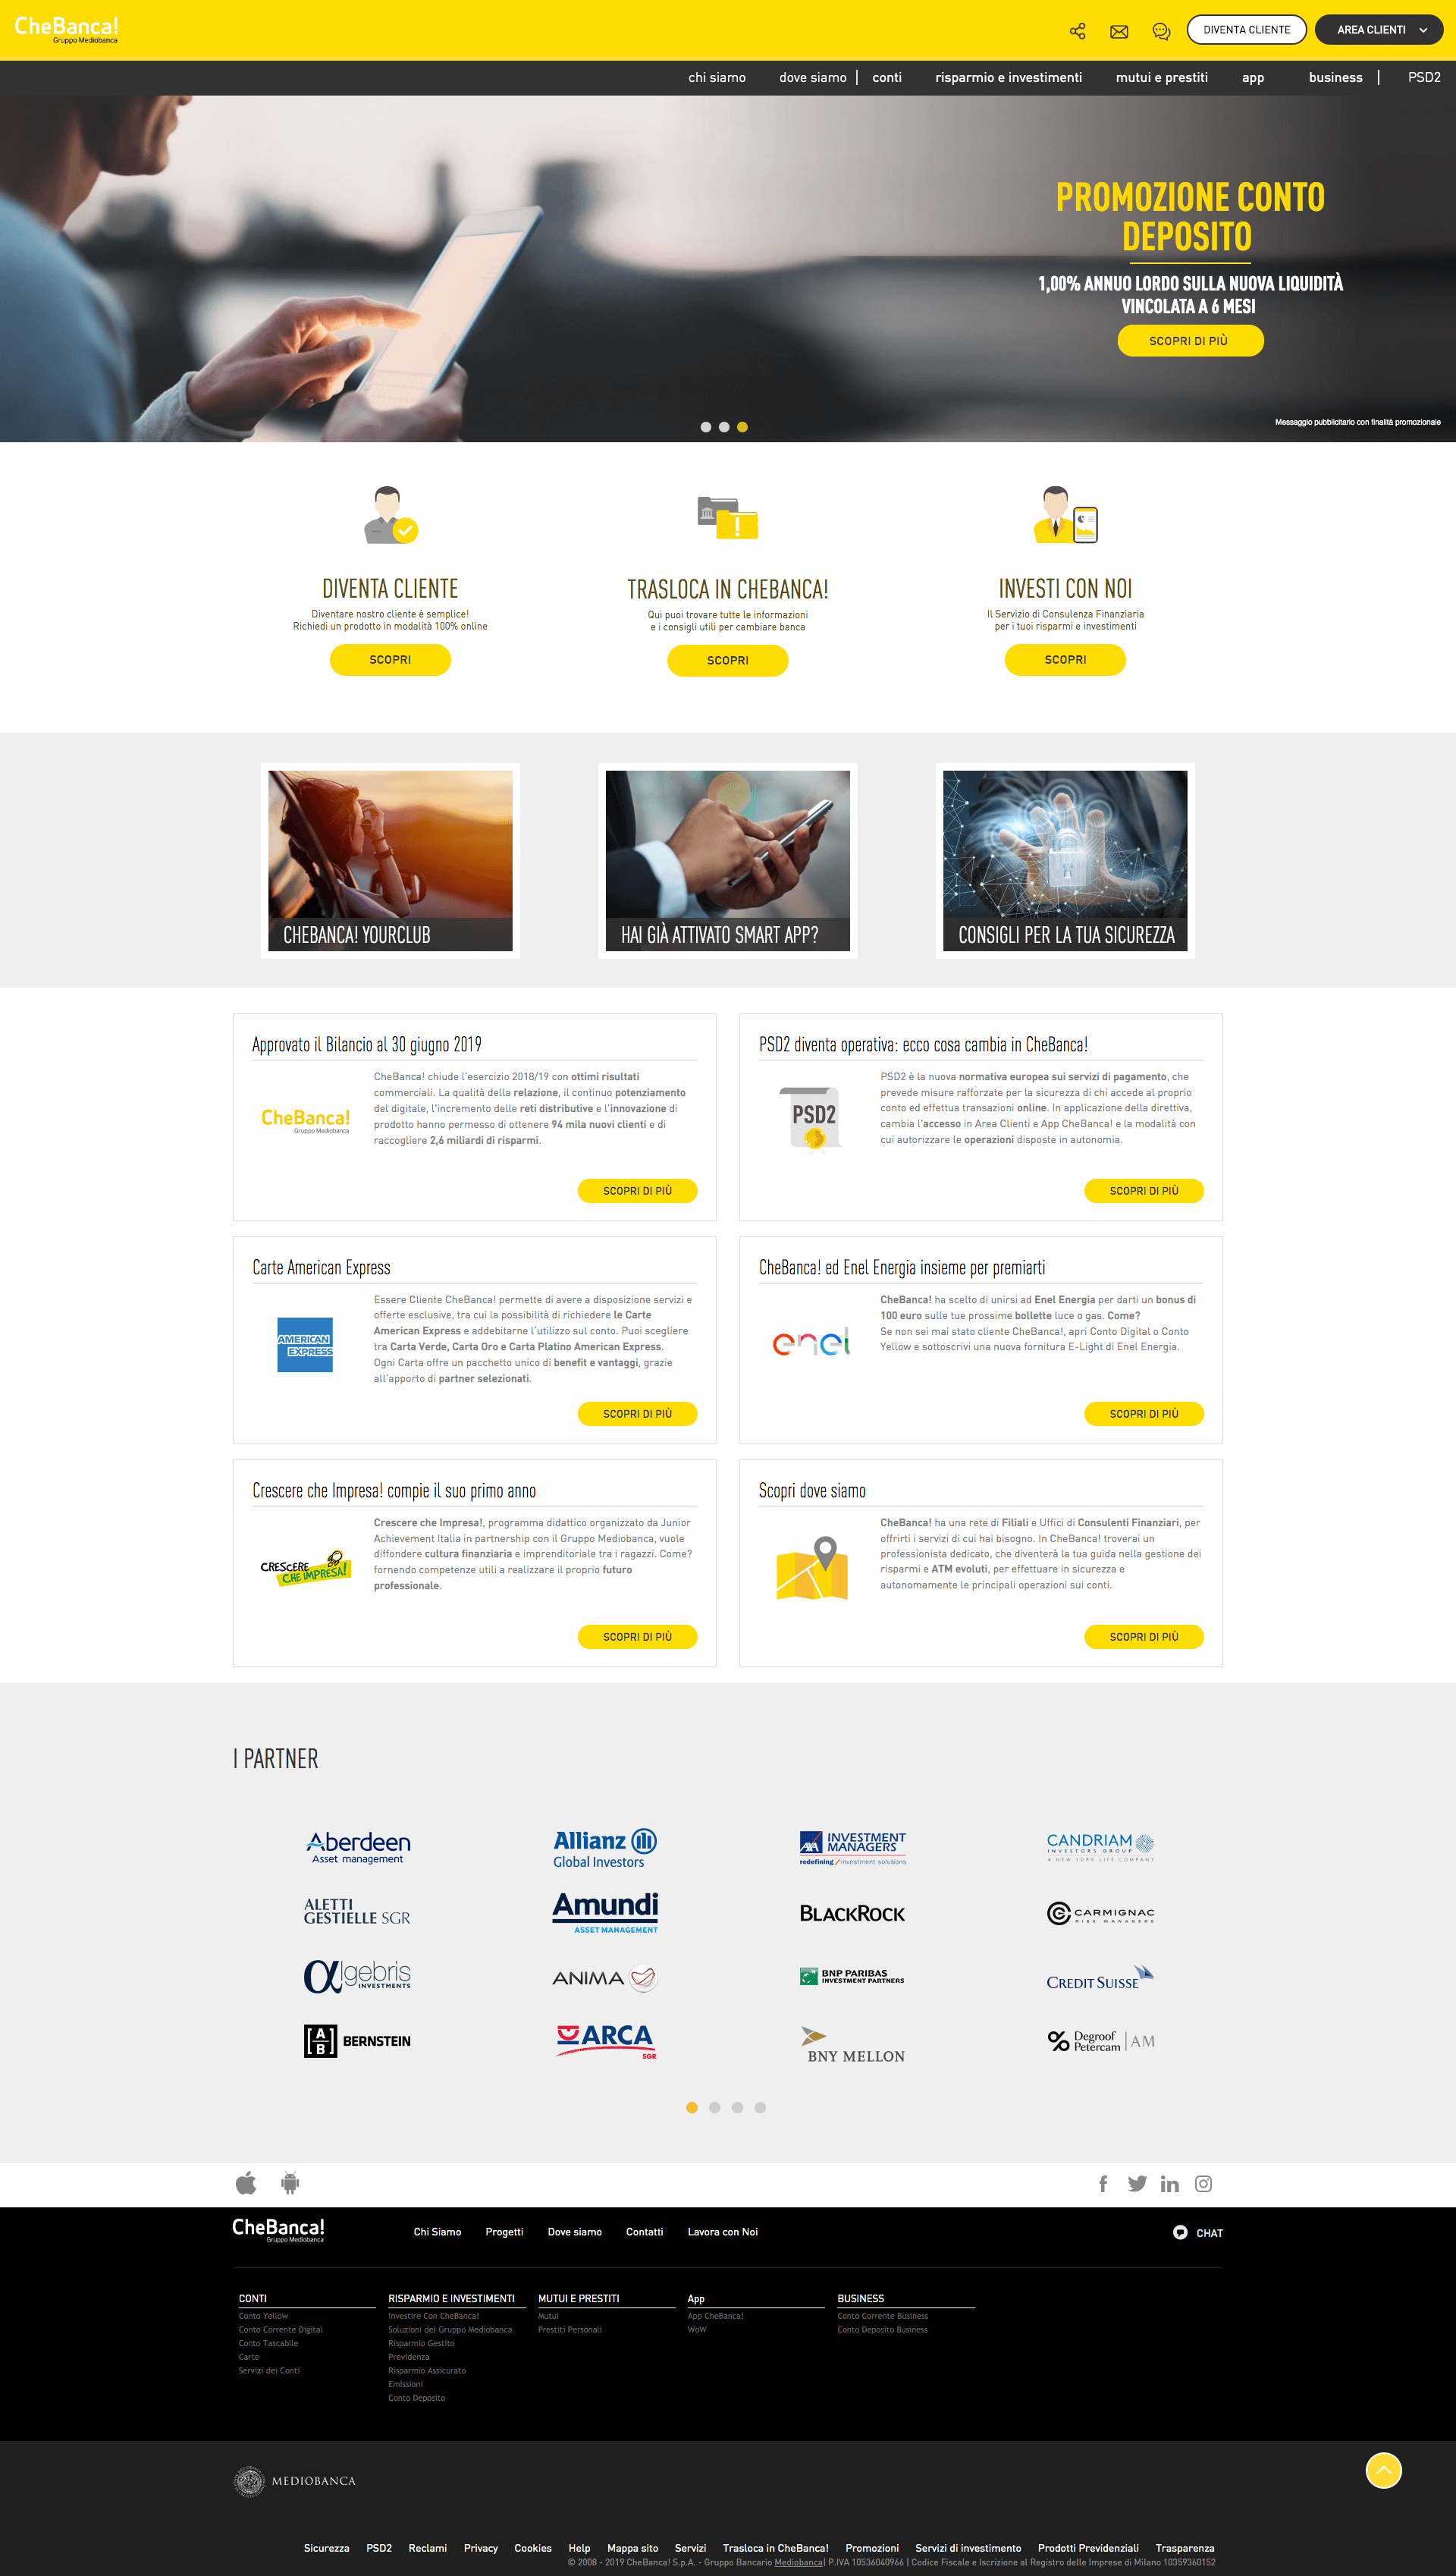 CheBanca!
Gruppo Mediobanca
DIVENTA CLIENTE
AREA CLIENTI
chi siamo
dove siamo
conti
risparmio e investimenti
mutui e prestiti
app
business
PSD2
PROMOZIONE CONTO
DEPOSITO
1,00% ANNUO LORDO SULLA NUOVA LIQUIDITÀ
VINCOLATA A 6 MESI
SCOPRI DI PIÙ
Messaggio pubblicitario con finalità promozionale
DIVENTA CLIENTE
Diventare nostro cliente è semplice!
Richiedi un prodotto in modalità 100% online
SCOPRI
TRASLOCA IN CHEBANCA!
Qui puoi trovare tutte le informazioni
e i consigli utili per cambiare banca
SCOPRI
INVESTI CON NOI
Il Servizio di Consulenza Finanziaria
per i tuoi risparmi e investimenti
SCOPRI
CHEBANCA! YOURCLUB
HAI GIÀ ATTIVATO SMART APP?
CONSIGLI PER LA TUA SICUREZZA
Approvato il Bilancio al 30 giugno 2019
CheBanca!
Gruppo Mediobanca
CheBanca! chiude l'esercizio 2018/19 con ottimi risultati
commerciali. La qualità della relazione, il continuo potenziamento
del digitale, l'incremento delle reti distributive e l'innovazione di
prodotto hanno permesso di ottenere 94 mila nuovi clienti e di
raccogliere 2,6 miliardi di risparmi.
SCOPRI DI PIÙ
PSD2 diventa operativa: ecco cosa cambia in CheBanca!
PSD2
PSD2 è la nuova normativa europea sui servizi di pagamento, che
prevede misure rafforzate per la sicurezza di chi accede al proprio
conto ed effettua transazioni online. In applicazione della direttiva,
cambia l'accesso in Area Clienti e App CheBanca! e la modalità con
cui autorizzare le operazioni disposte in autonomia.
SCOPRI DI PIÙ
Carte American Express
AMERICAN
EXPRESS
Essere Cliente CheBanca! permette di avere a disposizione servizi e
offerte esclusive, tra cui la possibilità di richiedere le Carte
American Express e addebitarne l'utilizzo sul conto. Puoi scegliere
tra Carta Verde, Carta Oro e Carta Platino American Express.
Ogni Carta offre un pacchetto unico di benefit e vantaggi, grazie
all'apporto di partner selezionati.
SCOPRI DI PIÙ
CheBanca! ed Enel Energia insieme per premiarti
enel
CheBanca! ha scelto di unirsi ad Enel Energia per darti un bonus di
100 euro sulle tue prossime bollette luce o gas. Come?
Se non sei mai stato cliente CheBanca!, apri Conto Digital o Conto
Yellow e sottoscrivi una nuova fornitura E-Light di Enel Energia.
SCOPRI DI PIÙ
Crescere che Impresa! compie il suo primo anno
CRESCERE
CHE IMPRESA!
Crescere che Impresa!, programma didattico organizzato da Junior
Achievement Italia in partnership con il Gruppo Mediobanca, vuole
diffondere cultura finanziaria e imprenditoriale tra i ragazzi. Come?
fornendo competenze utili a realizzare il proprio futuro
professionale.
SCOPRI DI PIÙ
Scopri dove siamo
CheBanca! ha una rete di Filiali e Uffici di Consulenti Finanziari, per
offrirti i servizi di cui hai bisogno. In CheBanca! troverai un
professionista dedicato, che diventerà la tua guida nella gestione dei
risparmi e ATM evoluti, per effettuare in sicurezza e
autonomamente le principali operazioni sui conti.
SCOPRI DI PIÙ
I PARTNER
Aberdeen
Asset management
Allianz
Global Investors
AXA
INVESTMENT
MANAGERS
redefining / investment solutions
CANDRIAM
INVESTORS GROUP
A NEW YORK LIFE COMPANY
ALETTI
GESTIELLE SGR
Amundi
ASSET MANAGEMENT
BLACKROCK
CARMIGNAC
RISK MANAGERS
αlgebris
INVESTMENTS
ANIMA
BNP PARIBAS
INVESTMENT PARTNERS
CREDIT SUISSE
AB
BERNSTEIN
ARCA
SGR
BNY MELLON
Degroof
Petercam
AM
CheBanca!
Gruppo Mediobanca
Chi Siamo
Progetti
Dove siamo
Contatti
Lavora con Noi
CHAT
CONTI
Conto Yellow
Conto Corrente Digital
Conto Tascabile
Carte
Servizi dei Conti
RISPARMIO E INVESTIMENTI
Investire Con CheBanca!
Soluzioni del Gruppo Mediobanca
Risparmio Gestito
Previdenza
Risparmio Assicurato
Emissioni
Conto Deposito
MUTUI E PRESTITI
Mutui
Prestiti Personali
App
App CheBanca!
WoW
BUSINESS
Conto Corrente Business
Conto Deposito Business
MEDIOBANCA
Sicurezza
PSD2
Reclami
Privacy
Cookies
Help
Mappa sito
Servizi
Trasloca in CheBanca!
Promozioni
Servizi di investimento
Prodotti Previdenziali
Trasparenza
© 2008 - 2019 CheBanca! S.p.A. - Gruppo Bancario Mediobanca| P.IVA 10536040966 | Codice Fiscale e Iscrizione al Registro delle Imprese di Milano 10359360152